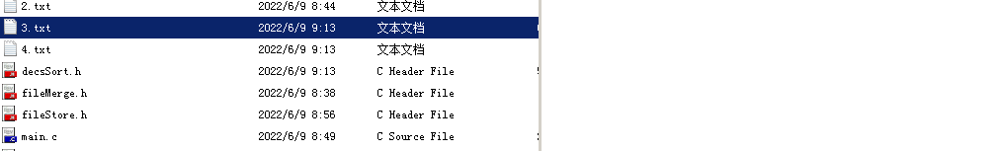 2.txt 2022/6/9 8:44 文本文档
3.txt 2022/6/9 9:13 文本文档
4.txt 2022/6/9 9:13 文本文档
decsSort.h 2022/6/9 9:13 C Header File
fileMerge.h 2022/6/9 8:38 C Header File
fileStore.h 2022/6/9 8:56 C Header File
main.c 2022/6/9 8:49 C Source File